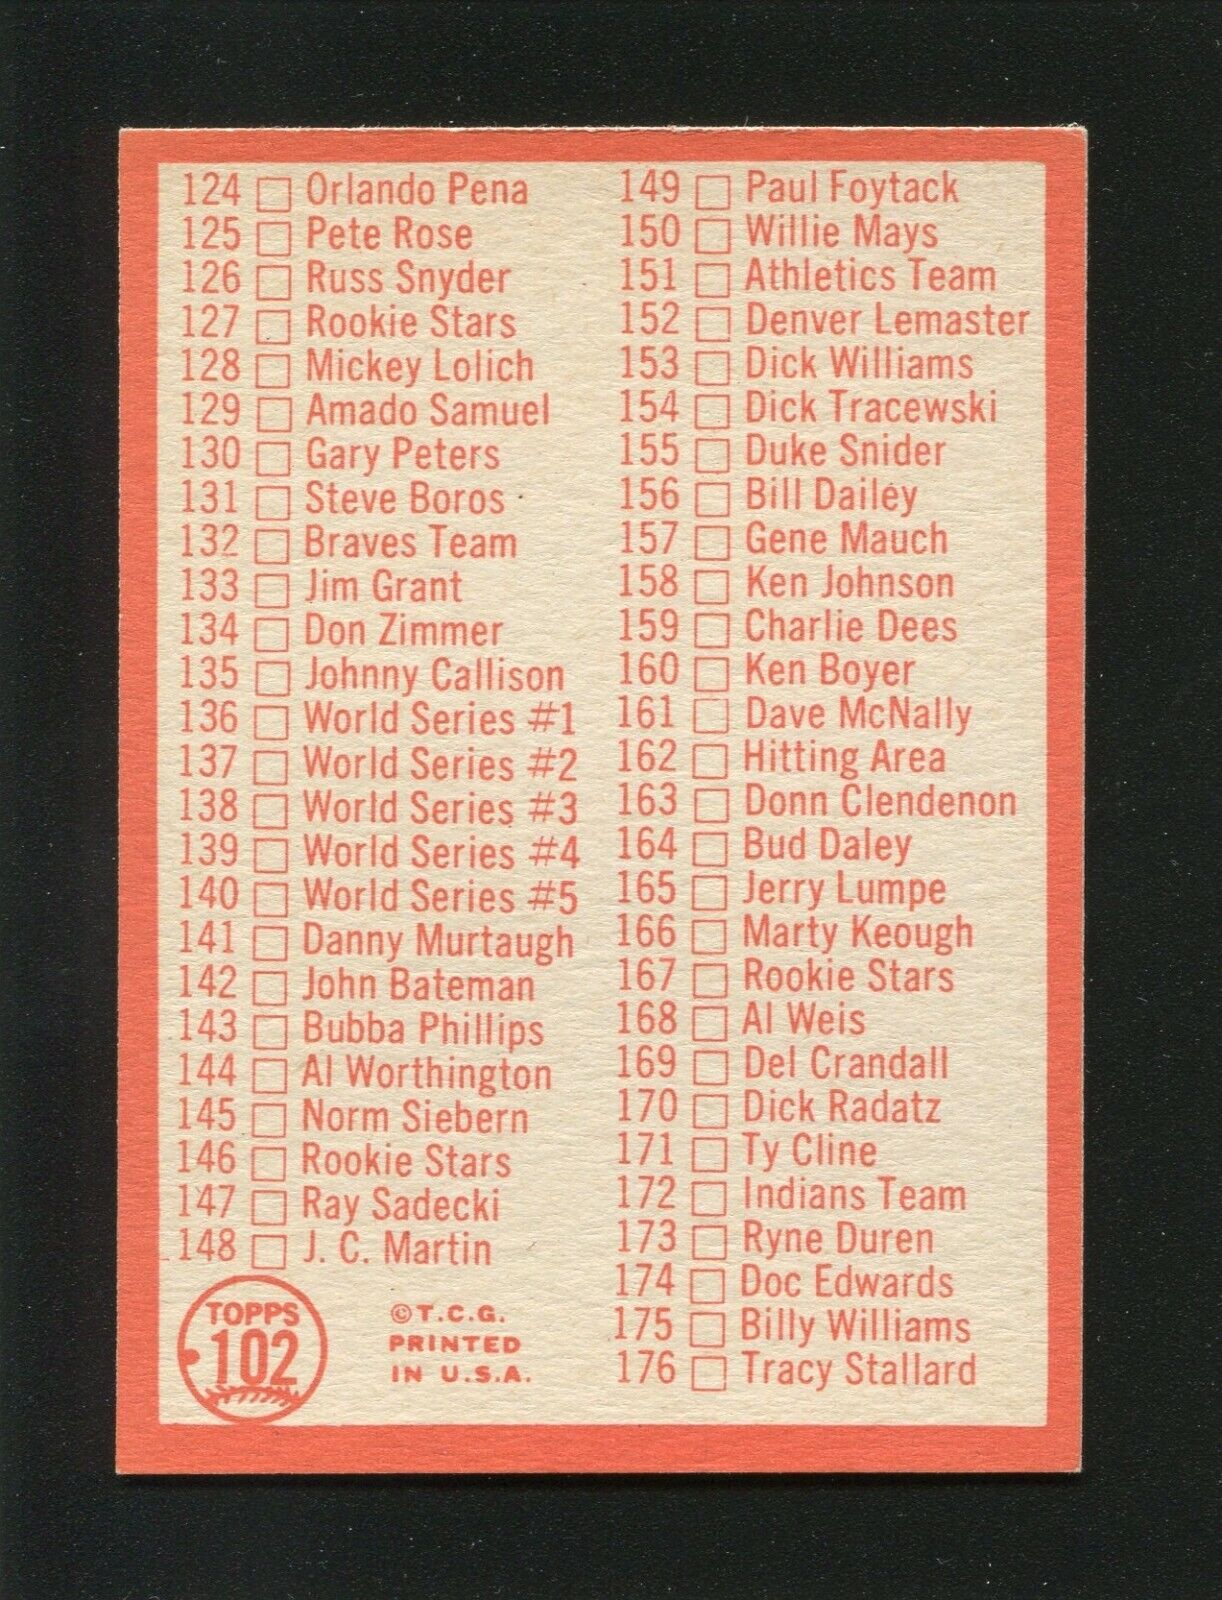 124 Orlando Pena
125 Pete Rose
126 Russ Snyder
127 Rookie Stars
128 Mickey Lolich
129 Amado Samuel
130 Gary Peters
131 Steve Boros
132 Braves Team
133 Jim Grant
134 Don Zimmer
135 Johnny Callison
136 World Series #1
137 World Series #2
138 World Series #3
139 World Series #4
140 World Series #5
141 Danny Murtaugh
142 John Bateman
143 Bubba Phillips
144 Al Worthington
145 Norm Siebern
146 Rookie Stars
147 Ray Sadecki
148 J. C. Martin
149 Paul Foytack
150 Willie Mays
151 Athletics Team
152 Denver Lemaster
153 Dick Williams
154 Dick Tracewski
155 Duke Snider
156 Bill Dailey
157 Gene Mauch
158 Ken Johnson
159 Charlie Dees
160 Ken Boyer
161 Dave McNally
162 Hitting Area
163 Donn Clendenon
164 Bud Daley
165 Jerry Lumpe
166 Marty Keough
167 Rookie Stars
168 Al Weis
169 Del Crandall
170 Dick Radatz
171 Ty Cline
172 Indians Team
173 Ryne Duren
174 Doc Edwards
175 Billy Williams
176 Tracy Stallard
TOPPS
102
© T.C.G.
PRINTED
IN U.S.A.